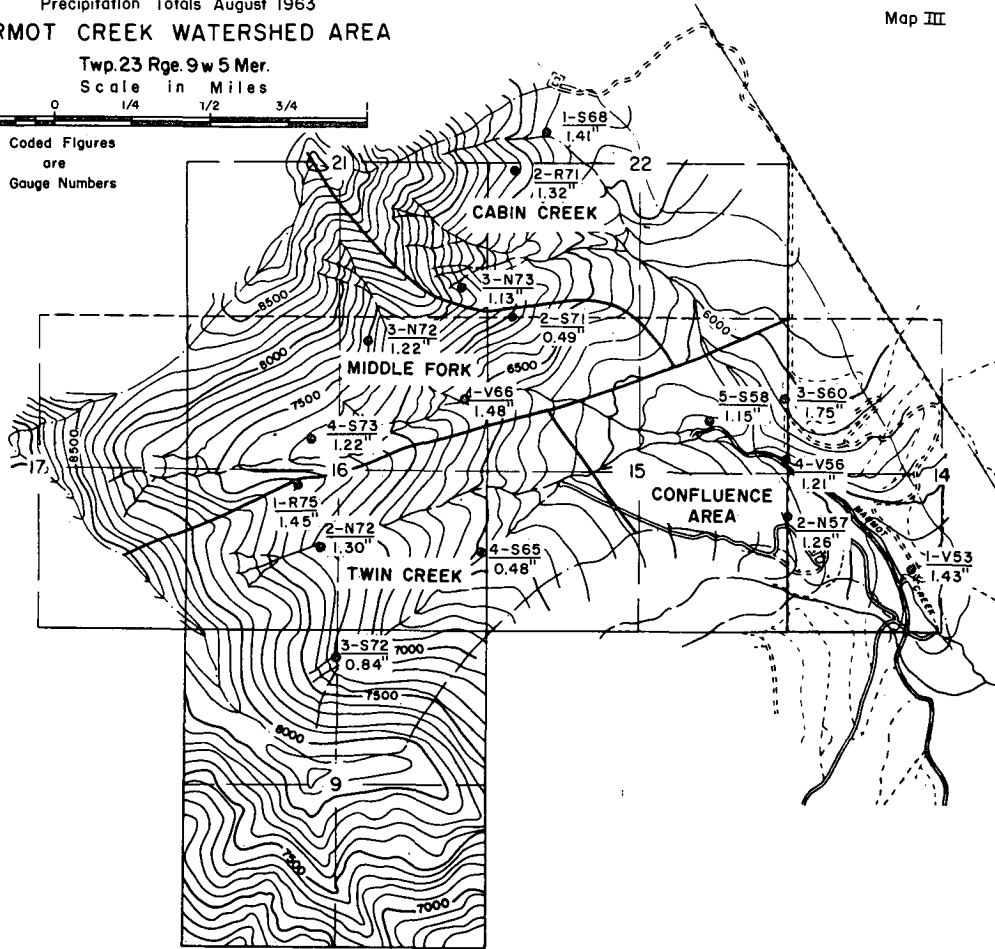 Precipitation Totals August 1963
RMOT CREEK WATERSHED AREA
Twp. 23 Rge. 9 w 5 Mer.
Scale in Miles
0 1/4 1/2 3/4
Coded Figures
are
Gauge Numbers
Map III
1-S68
1.41"
21
22
2-R71
1.32"
CABIN CREEK
3-N73
1.13"
8500
2-S71
0.49"
3-N72
1.22"
6000
MIDDLE FORK
8000
6500
7500
4-V66
1.48"
5-S58
1.15"
3-S60
1.75"
4-S73
1.22"
8500
17
16
15
14
4-V56
1.21"
1-R75
1.45"
CONFLUENCE
AREA
2-N57
1.26"
MARMOT
CREEK
2-N72
1.30"
4-S65
0.48"
1-V53
1.43"
TWIN CREEK
3-S72
0.84"
7000
7500
8000
9
7500
7000